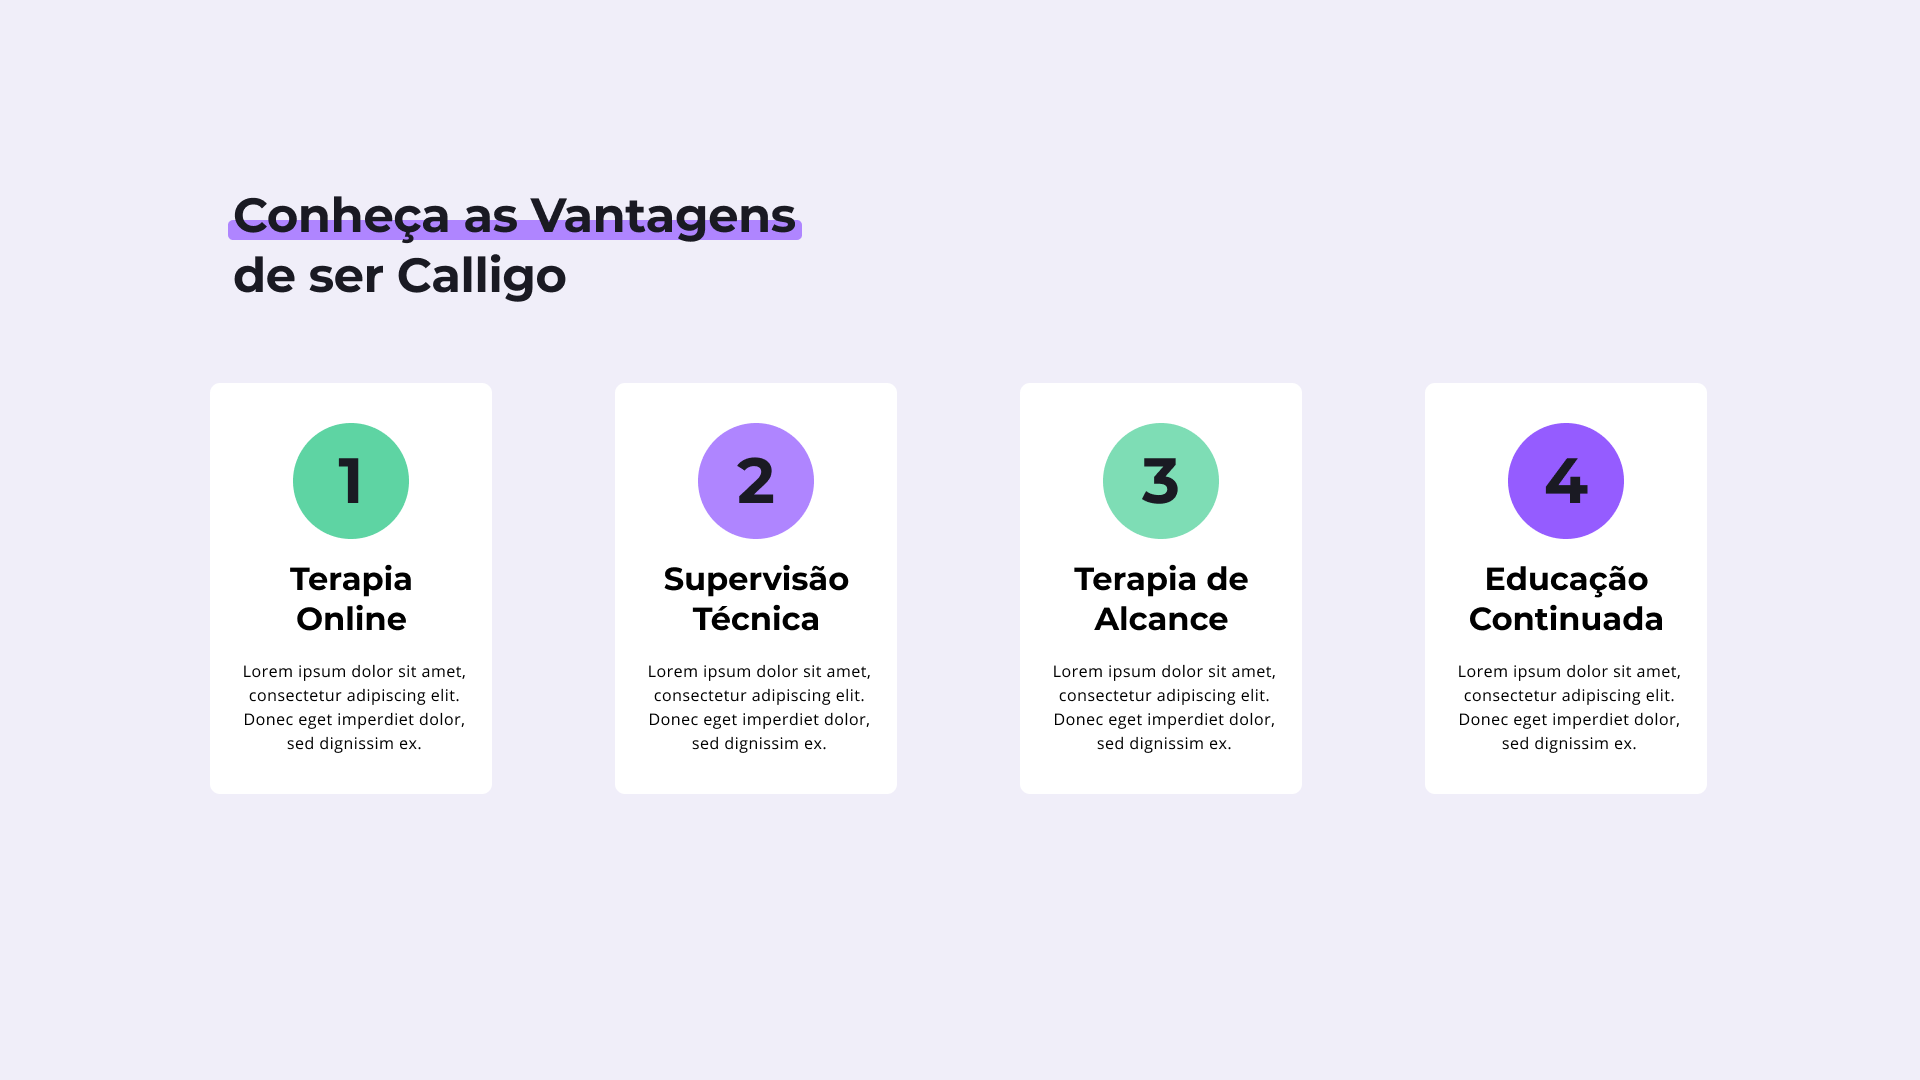 Conheça as Vantagens
de ser Calligo
1
Terapia
Online
Lorem ipsum dolor sit amet,
consectetur adipiscing elit.
Donec eget imperdiet dolor,
sed dignissim ex.
2
Supervisão
Técnica
Lorem ipsum dolor sit amet,
consectetur adipiscing elit.
Donec eget imperdiet dolor,
sed dignissim ex.
3
Terapia de
Alcance
Lorem ipsum dolor sit amet,
consectetur adipiscing elit.
Donec eget imperdiet dolor,
sed dignissim ex.
4
Educação
Continuada
Lorem ipsum dolor sit amet,
consectetur adipiscing elit.
Donec eget imperdiet dolor,
sed dignissim ex.